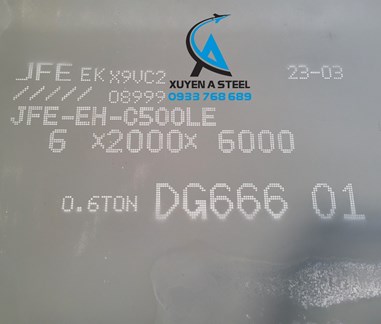 JFE EK X9VC2 23-03
XUYEN A STEEL
0933 768 689
///// 08999
JFE-EH-C500LE
6 x2000x 6000
0.6TON DG666 01